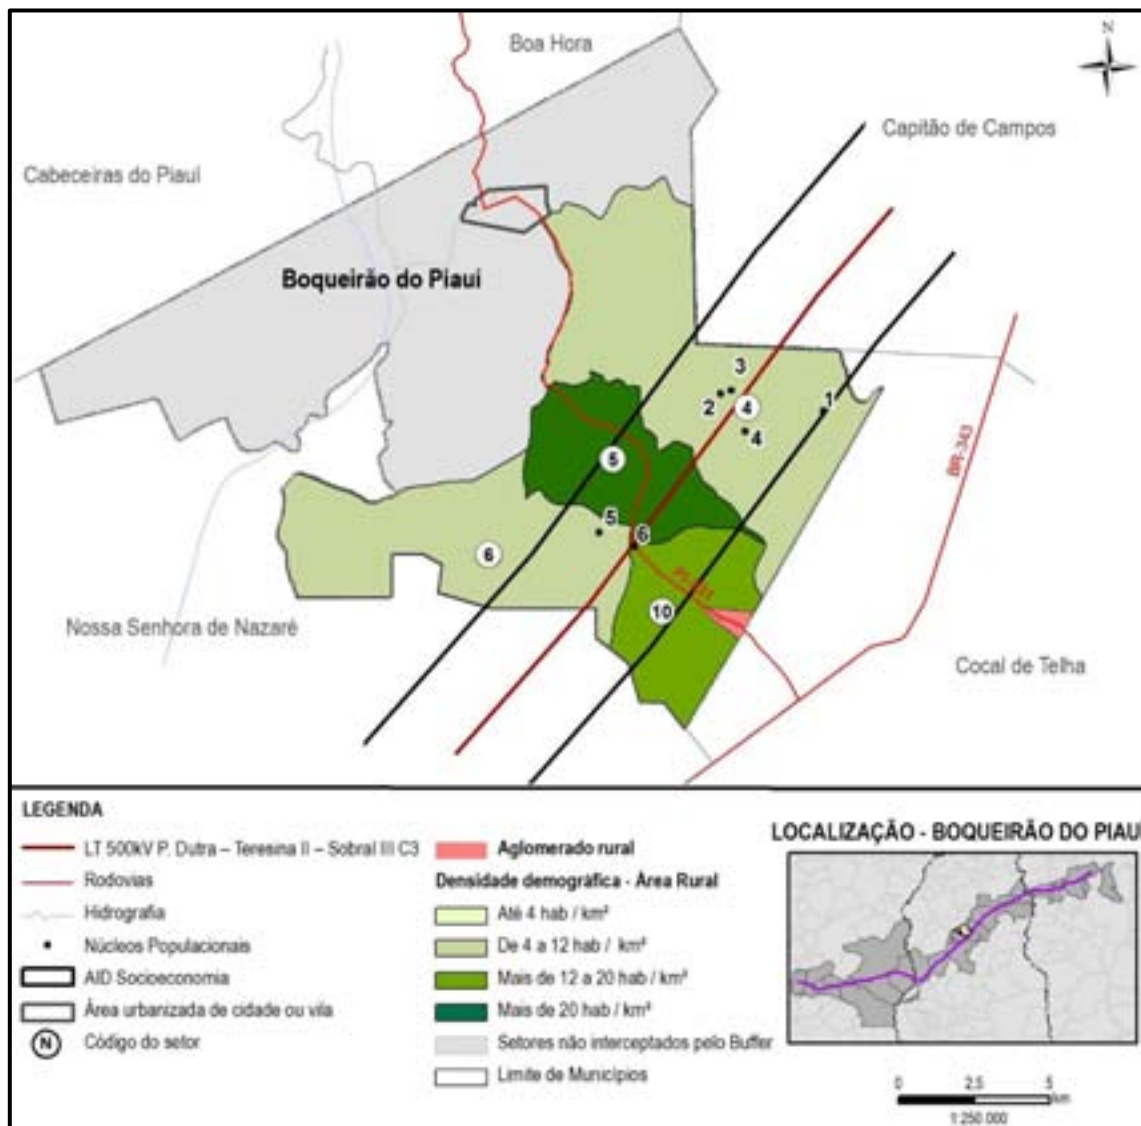 Boa Hora
N
Capitão de Campos
Cabeceiras do Piauí
Boqueirão do Piauí
3
2
4
1
4
BR-343
5
5
6
6
10
Nossa Senhora de Nazaré
Cocal de Telha
LEGENDA
LT 500kV P. Dutra – Teresina II – Sobral III C3
Rodovias
Hidrografia
Núcleos Populacionais
AID Socioeconomia
Área urbanizada de cidade ou vila
N Código do setor
Aglomerado rural
Densidade demográfica - Área Rural
Até 4 hab / km²
De 4 a 12 hab / km²
Mais de 12 a 20 hab / km²
Mais de 20 hab / km²
Setores não interceptados pelo Buffer
Limite de Municípios
LOCALIZAÇÃO - BOQUEIRÃO DO PIAUÍ
0 2.5 5
km
1:250.000